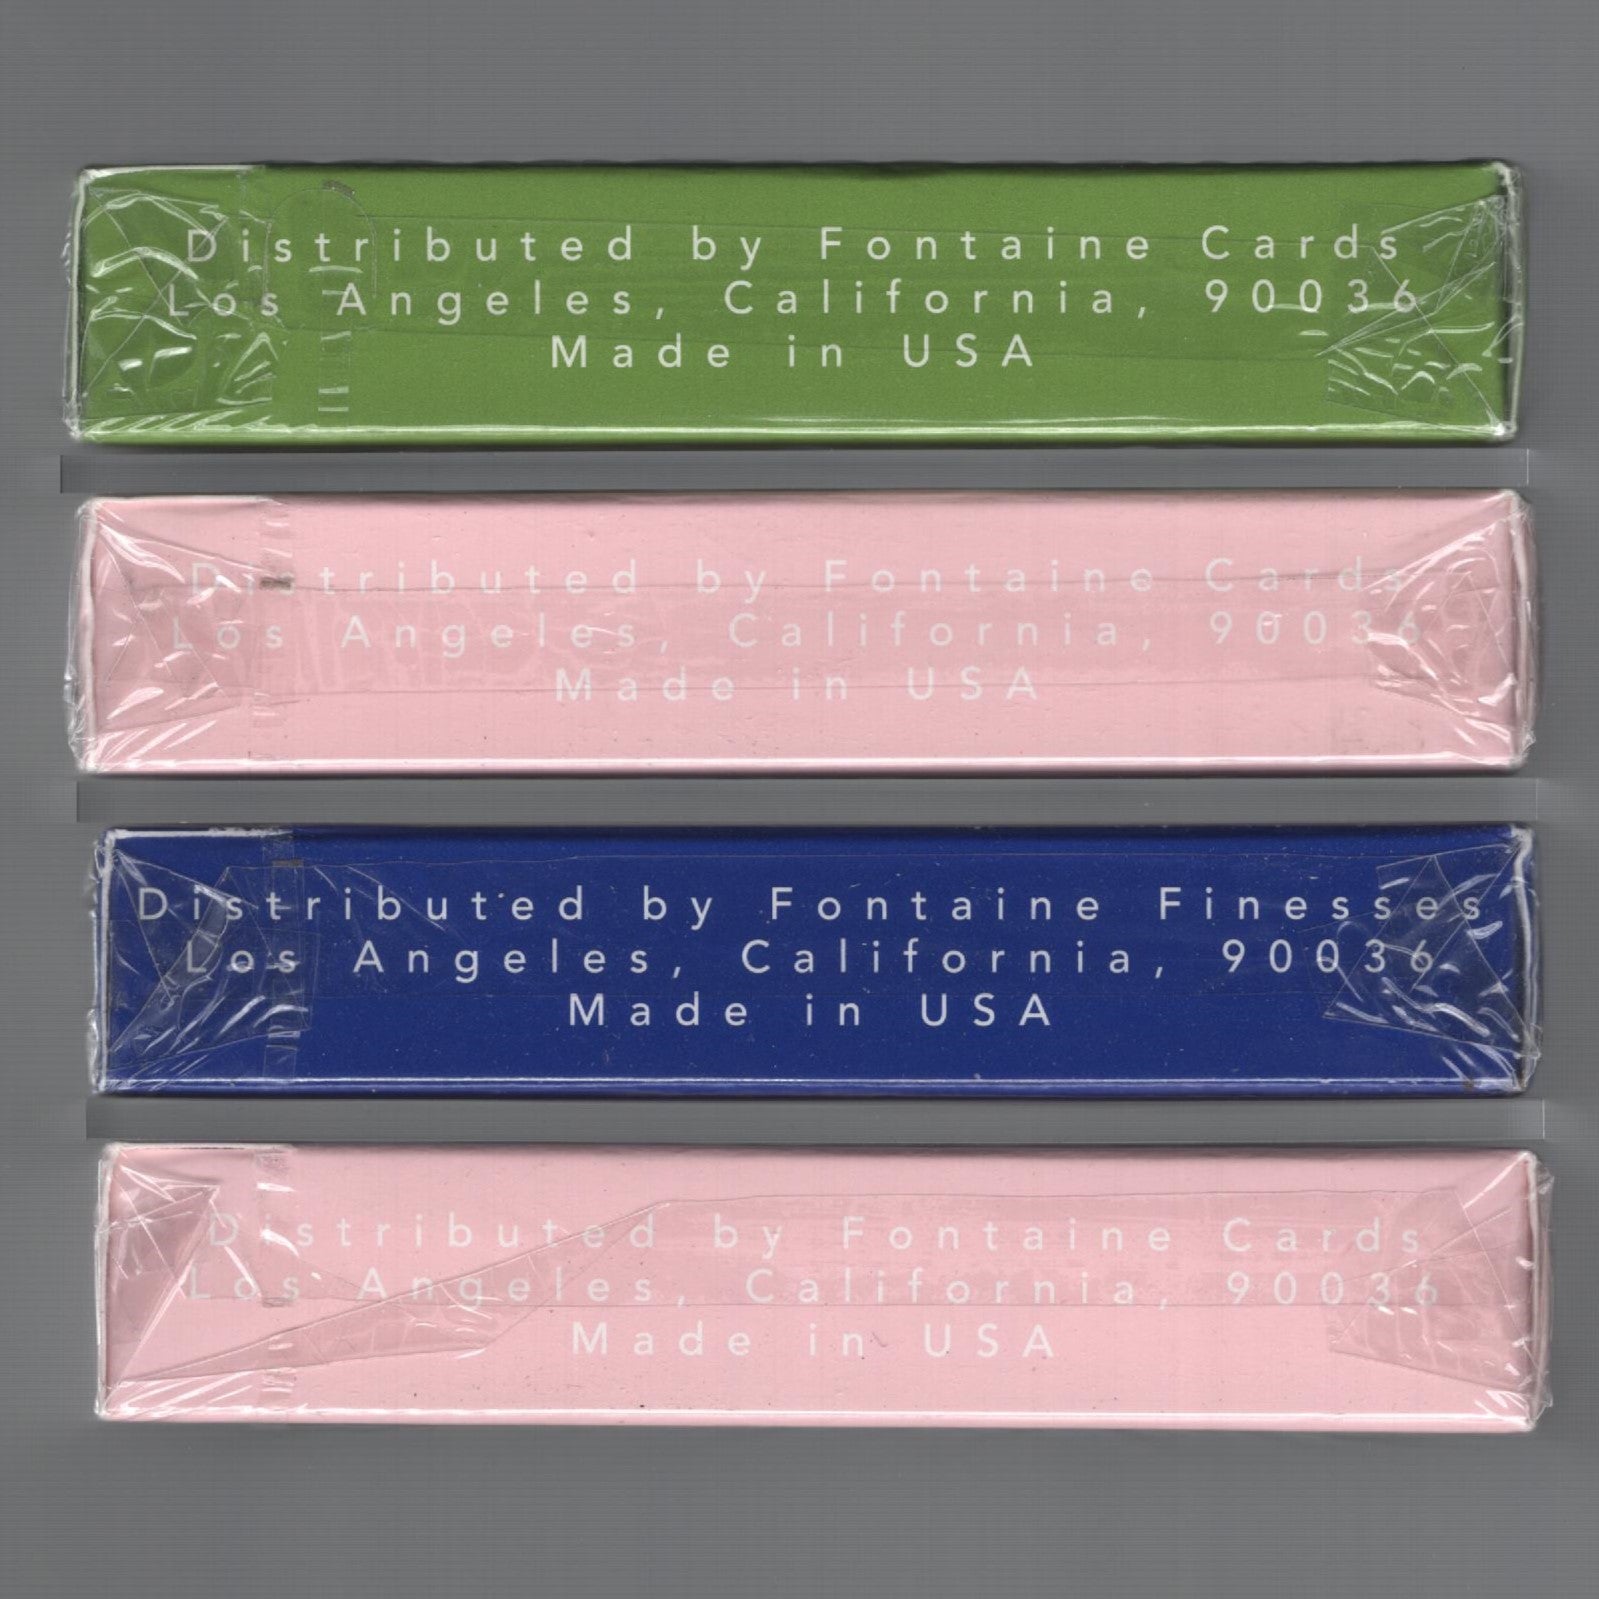 Distributed by Fontaine Cards
Los Angeles, California, 90036
Made in USA
Distributed by Fontaine Cards
Los Angeles, California, 90036
Made in USA
Distributed by Fontaine Finesses
Los Angeles, California, 90036
Made in USA
Distributed by Fontaine Cards
Los Angeles, California, 90036
Made in USA